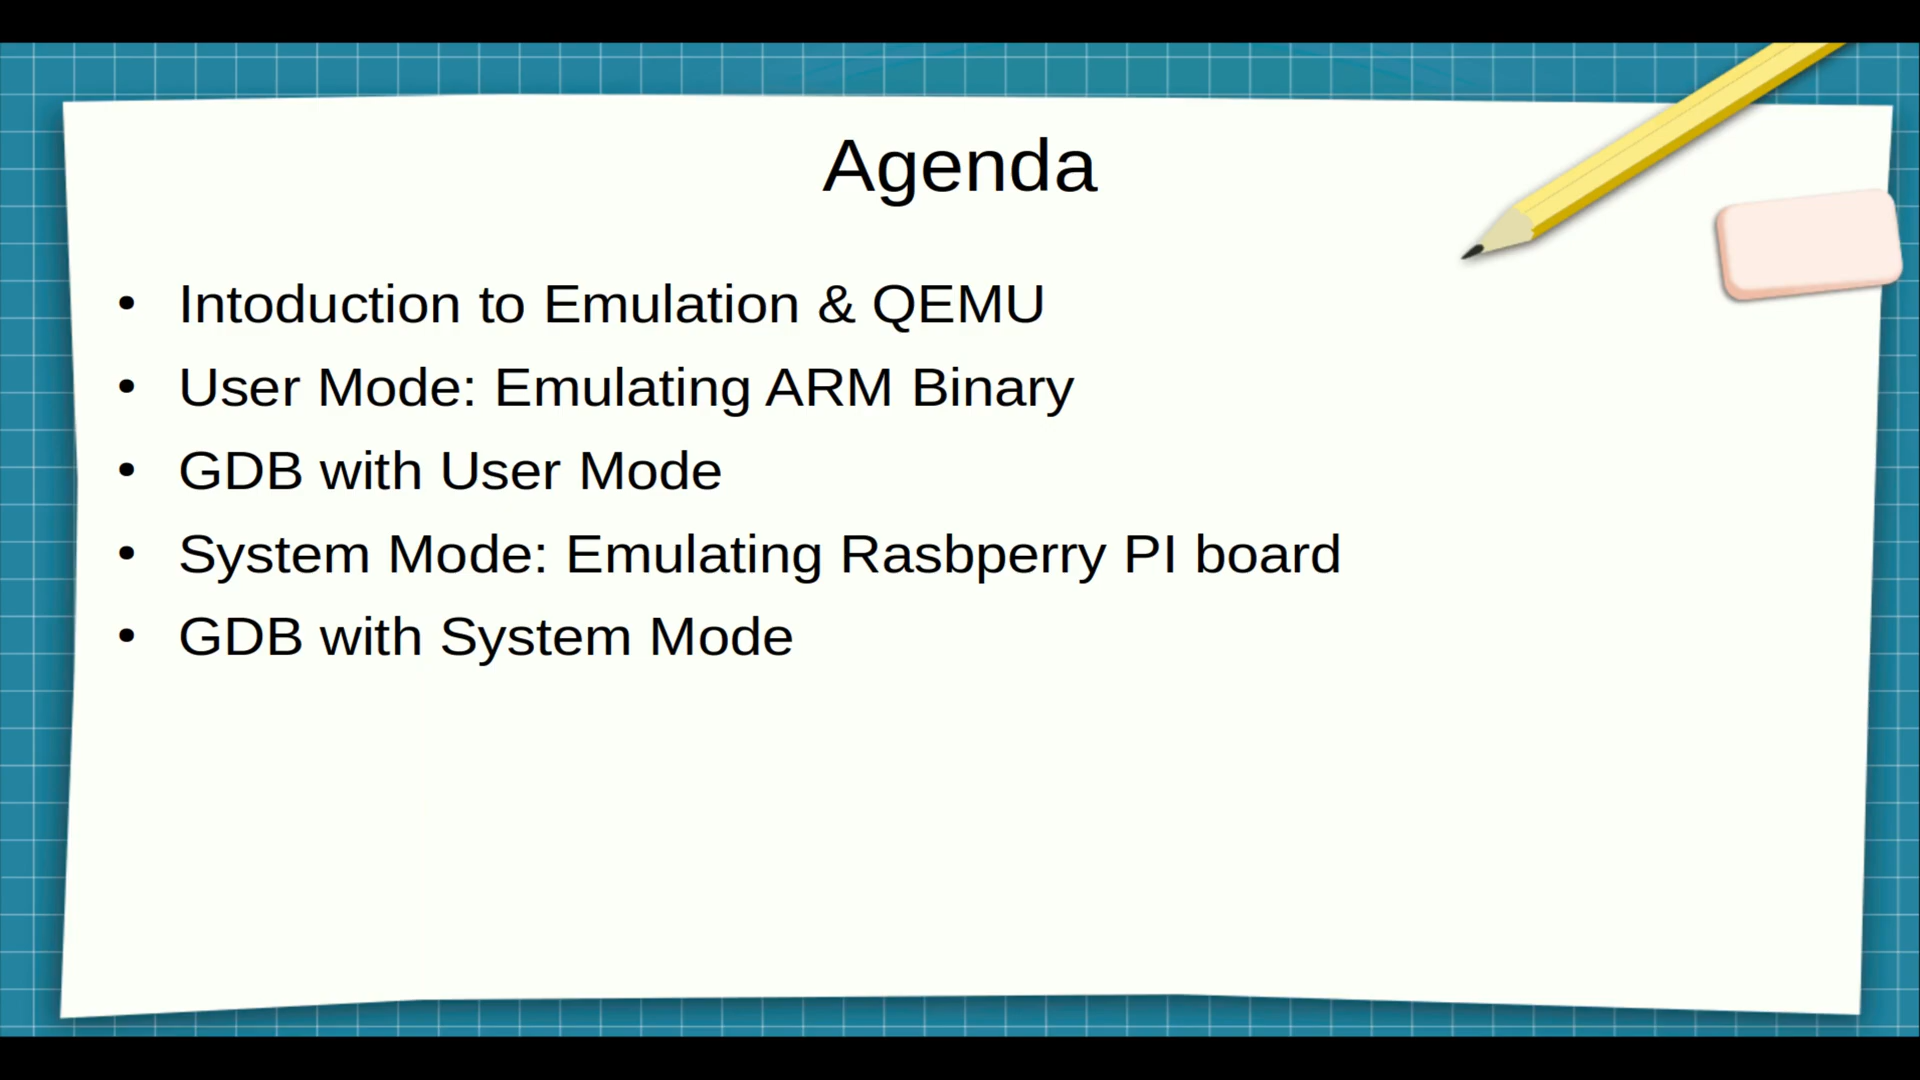 Agenda
• Intoduction to Emulation & QEMU
• User Mode: Emulating ARM Binary
• GDB with User Mode
• System Mode: Emulating Rasbperry PI board
• GDB with System Mode